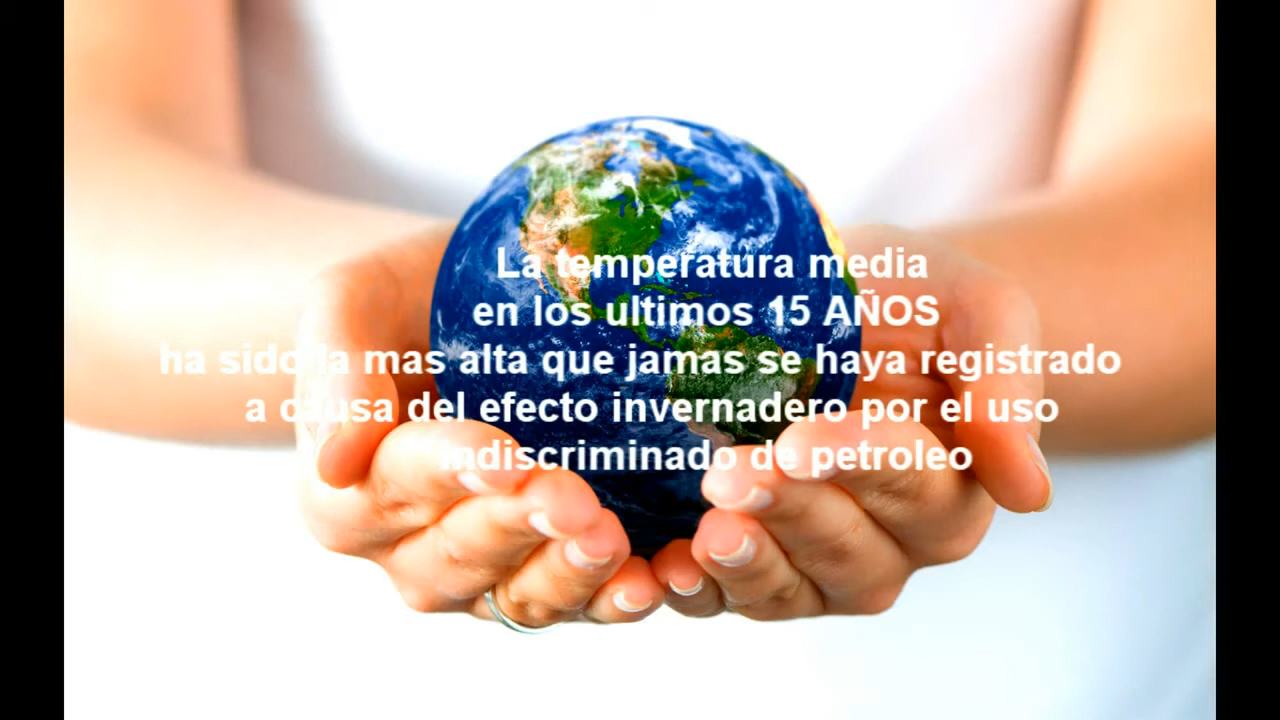 La temperatura media
en los ultimos 15 AÑOS
ha sido la mas alta que jamas se haya registrado
a causa del efecto invernadero por el uso
indiscriminado de petroleo